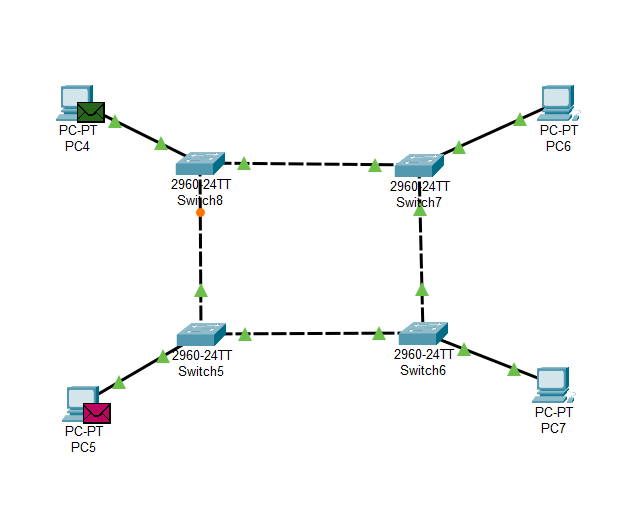 PC-PT
PC4
PC-PT
PC6
2960-24TT
Switch8
2960-24TT
Switch7
2960-24TT
Switch5
2960-24TT
Switch6
PC-PT
PC5
PC-PT
PC7